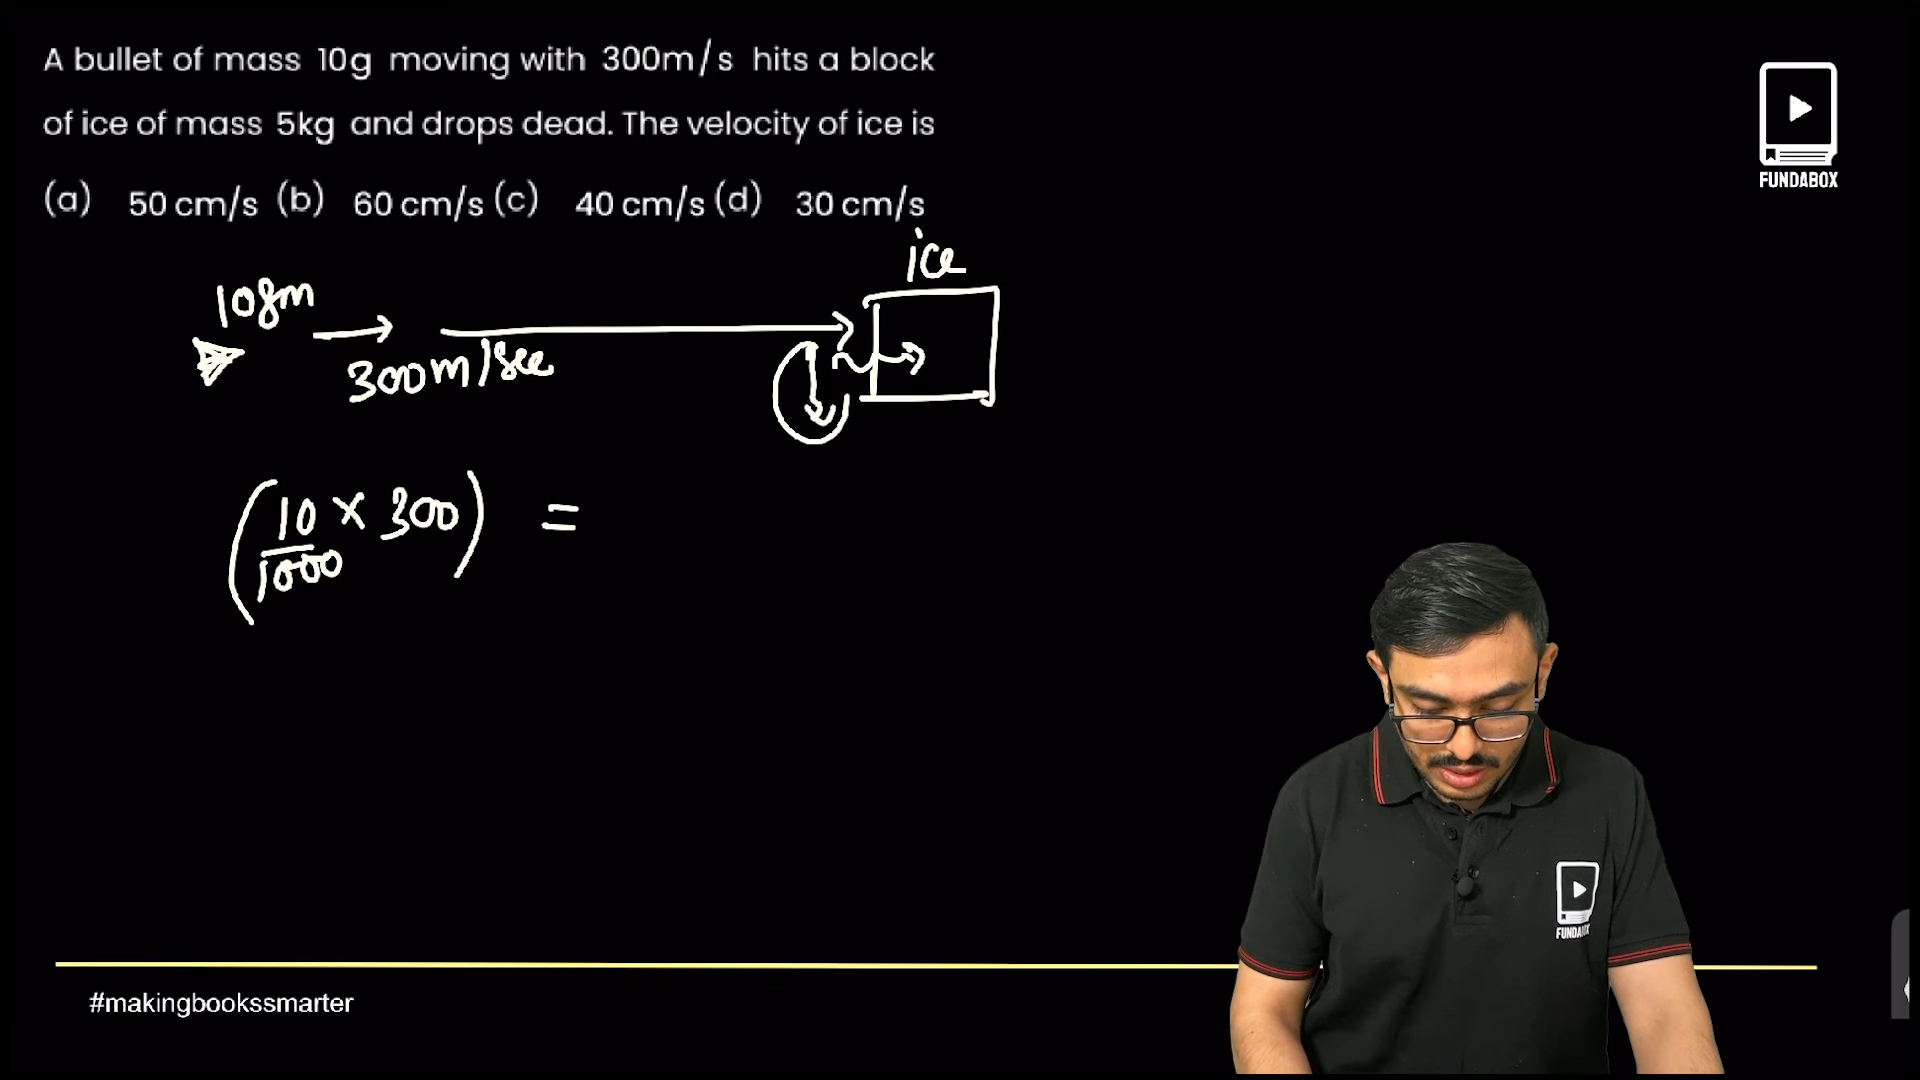 A bullet of mass 10g moving with 300m/s hits a block
of ice of mass 5kg and drops dead. The velocity of ice is
(a) 50 cm/s (b) 60 cm/s (c) 40 cm/s (d) 30 cm/s
FUNDABOX
ice
10gm
300m/sec
(10/1000 × 300) =
FUNDA
#makingbookssmarter